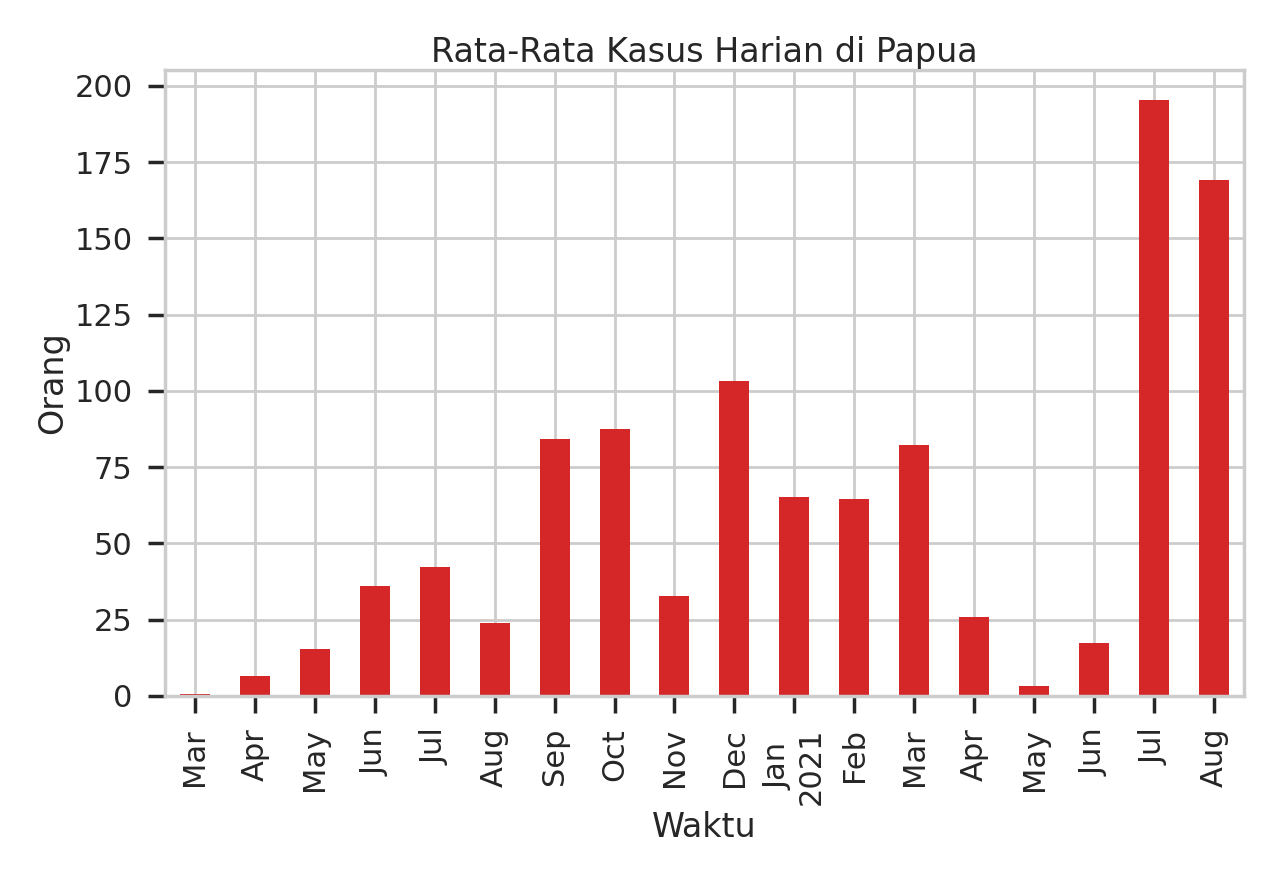 Rata-Rata Kasus Harian di Papua
200
175
150
125
100
75
50
25
0
Orang
Mar
Apr
May
Jun
Jul
Aug
Sep
Oct
Nov
Dec
Jan
2021
Feb
Mar
Apr
May
Jun
Jul
Aug
Waktu